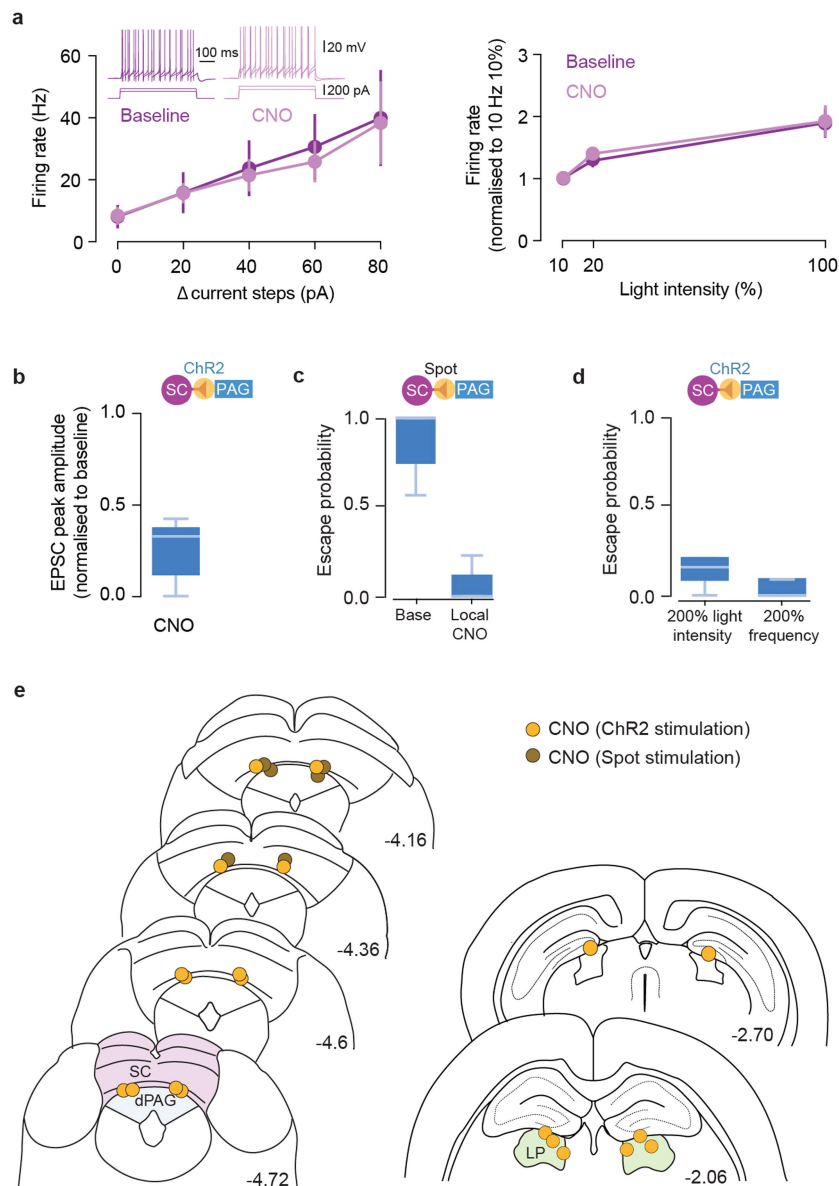 a
60
40
20
0
Firing rate (Hz)
100 ms
20 mV
200 pA
Baseline
CNO
0 20 40 60 80
Δ current steps (pA)
3
2
1
0
Firing rate
(normalised to 10 Hz 10%)
Baseline
CNO
10 20 100
Light intensity (%)
b
ChR2
SC PAG
1.0
0.5
0.0
EPSC peak amplitude
(normalised to baseline)
CNO
c
Spot
SC PAG
1.0
0.5
0.0
Escape probability
Base
Local
CNO
d
ChR2
SC PAG
1.0
0.5
0.0
Escape probability
200% light
intensity
200%
frequency
e
CNO (ChR2 stimulation)
CNO (Spot stimulation)
-4.16
-4.36
-4.6
SC
dPAG
-4.72
-2.70
LP
-2.06